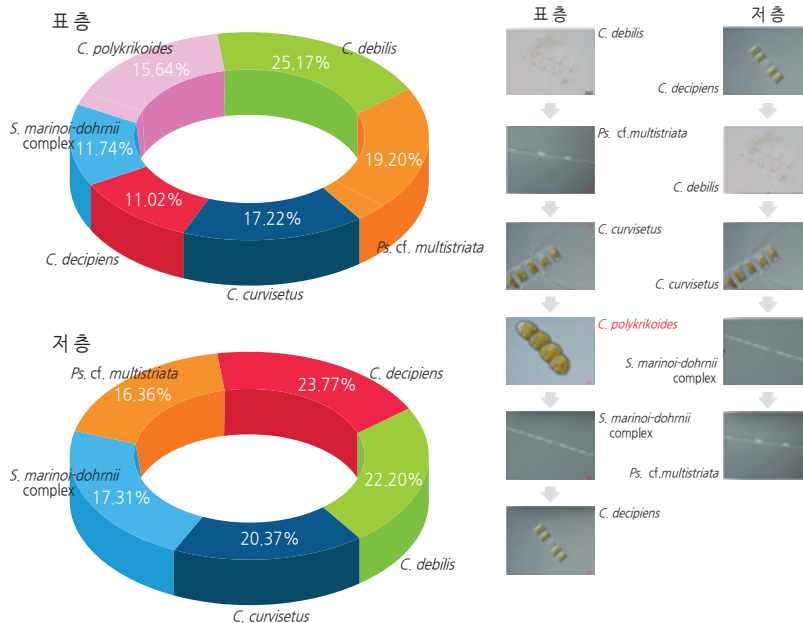 표 층
C. polykrikoides
15.64%
C. debilis
25.17%
S. marinoi-dohrnii
complex
11.74%
19.20%
11.02%
17.22%
Ps. cf. multistriata
C. decipiens
C. curvisetus
저 층
Ps. cf. multistriata
16.36%
C. decipiens
23.77%
S. marinoi-dohrnii
complex
17.31%
22.20%
20.37%
C. debilis
C. curvisetus
표 층
C. debilis
Ps. cf.multistriata
C. curvisetus
C. polykrikoides
S. marinoi-dohrnii
complex
C. decipiens
저 층
C. decipiens
C. debilis
C. curvisetus
S. marinoi-dohrnii
complex
Ps. cf.multistriata